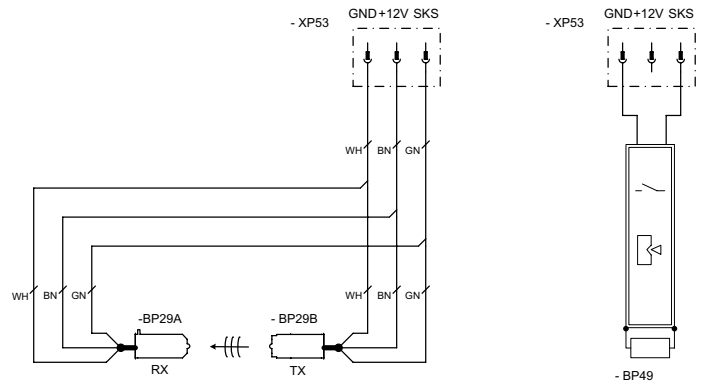 GND+12V SKS
- XP53
GND+12V SKS
- XP53
WH BN GN
WH BN GN
WH BN GN
-BP29A
- BP29B
RX
TX
- BP49